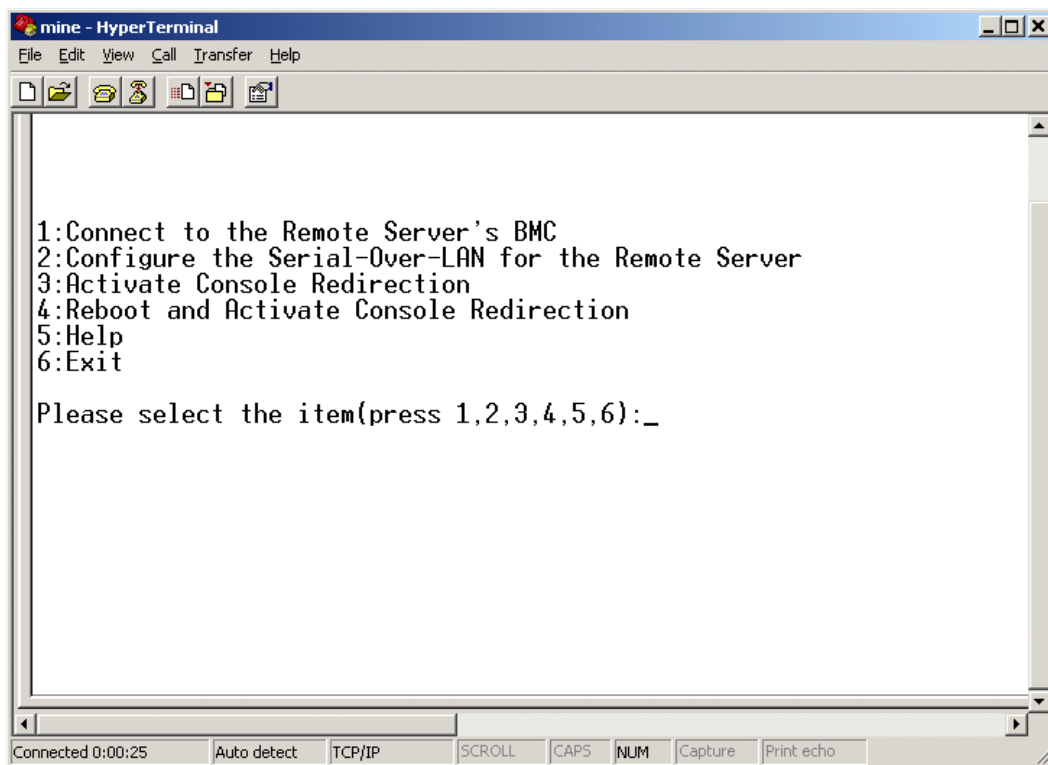 mine - HyperTerminal
File Edit View Call Transfer Help
1:Connect to the Remote Server's BMC
2:Configure the Serial-Over-LAN for the Remote Server
3:Activate Console Redirection
4:Reboot and Activate Console Redirection
5:Help
6:Exit
Please select the item(press 1,2,3,4,5,6):_
Connected 0:00:25 Auto detect TCP/IP SCROLL CAPS NUM Capture Print echo